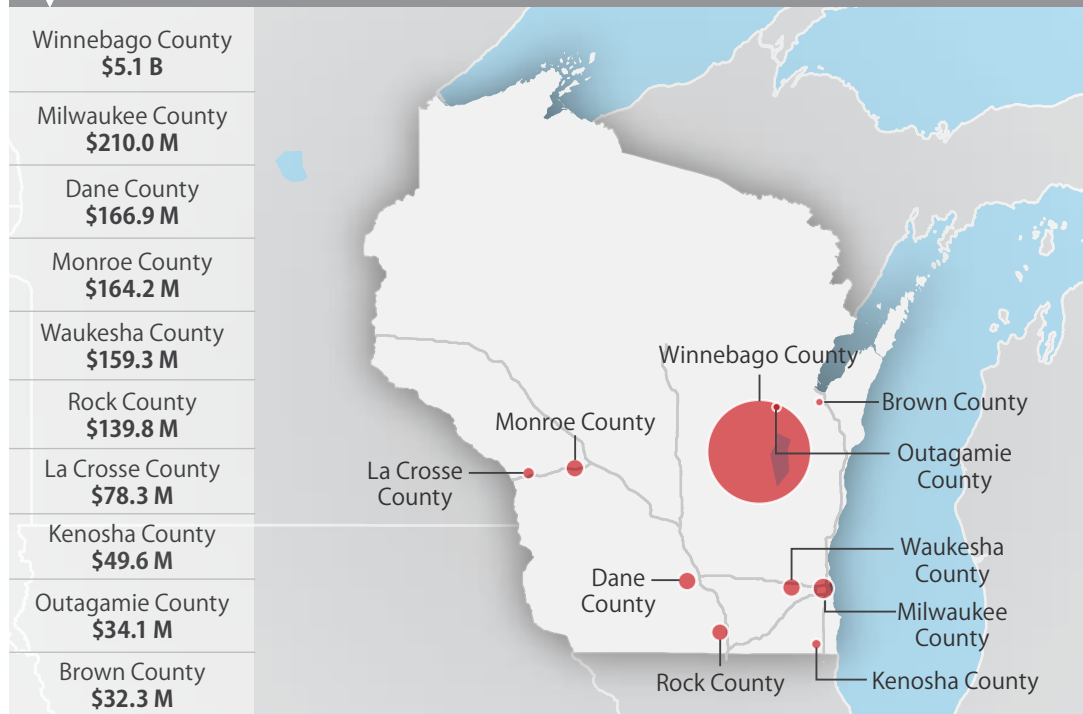 Winnebago County
$5.1 B
Milwaukee County
$210.0 M
Dane County
$166.9 M
Monroe County
$164.2 M
Waukesha County
$159.3 M
Rock County
$139.8 M
La Crosse County
$78.3 M
Kenosha County
$49.6 M
Outagamie County
$34.1 M
Brown County
$32.3 M
Winnebago County
Brown County
Monroe County
Outagamie
County
La Crosse
County
Waukesha
County
Dane
County
Milwaukee
County
Rock County
Kenosha County